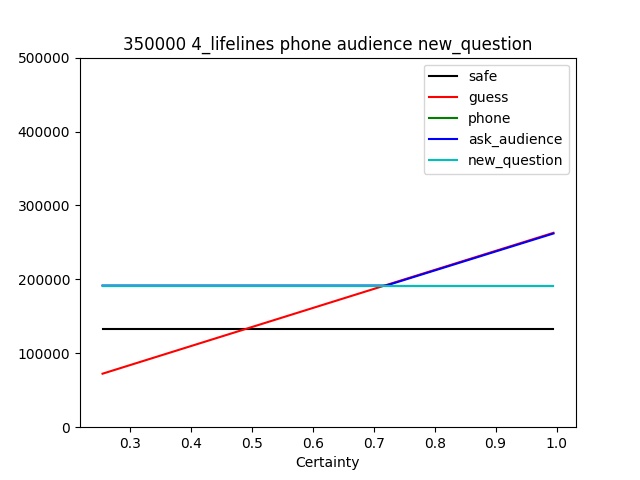 350000 4_lifelines phone audience new_question
500000
400000
300000
200000
100000
0
safe
guess
phone
ask_audience
new_question
0.3 0.4 0.5 0.6 0.7 0.8 0.9 1.0
Certainty